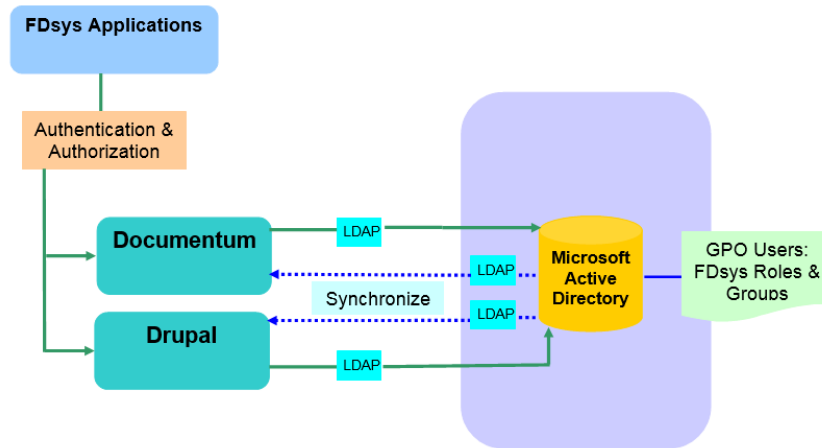 FDsys Applications
Authentication &
Authorization
Documentum
LDAP
LDAP
Microsoft
Active
Directory
GPO Users:
FDsys Roles &
Groups
Synchronize
LDAP
Drupal
LDAP